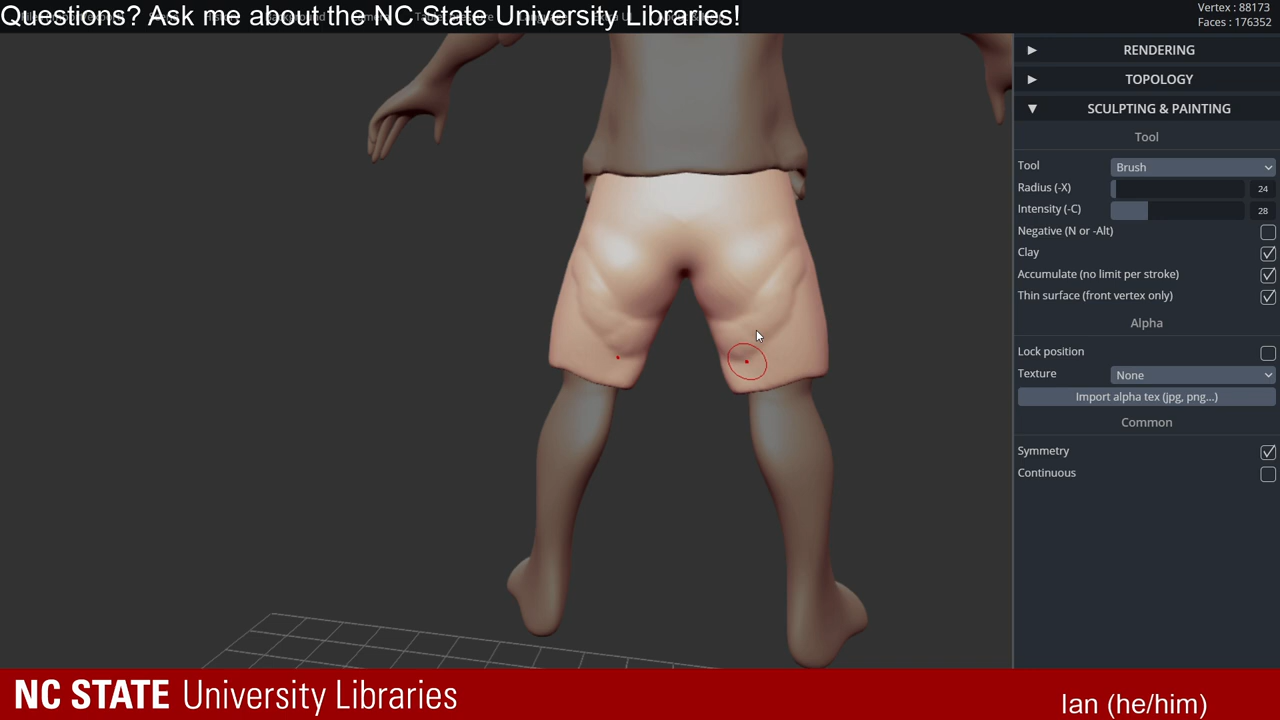 Questions? Ask me about the NC State University Libraries!
Vertex : 88173
Faces : 176352
RENDERING
TOPOLOGY
SCULPTING & PAINTING
Tool
Tool Brush
Radius (-X) 24
Intensity (-C) 28
Negative (N or -Alt)
Clay
Accumulate (no limit per stroke)
Thin surface (front vertex only)
Alpha
Lock position
Texture None
Import alpha tex (jpg, png...)
Common
Symmetry
Continuous
NC STATE University Libraries
Ian (he/him)